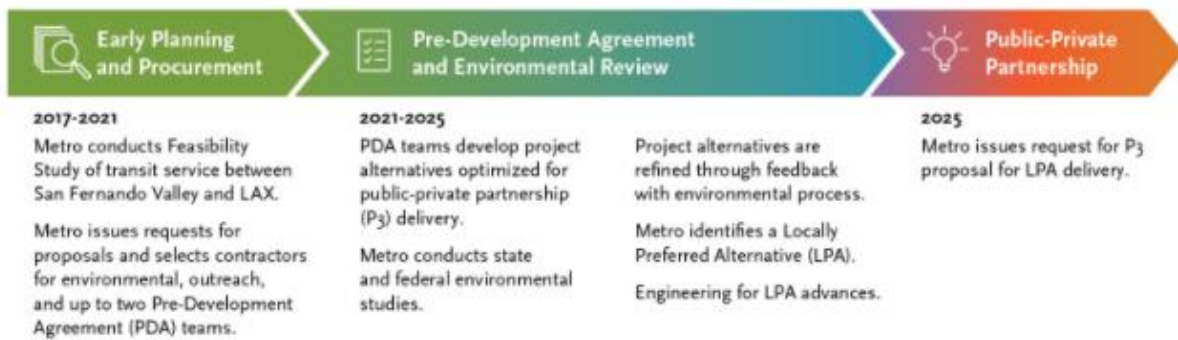 Early Planning
and Procurement
Pre-Development Agreement
and Environmental Review
Public-Private
Partnership
2017-2021
Metro conducts Feasibility
Study of transit service between
San Fernando Valley and LAX.
Metro issues requests for
proposals and selects contractors
for environmental, outreach,
and up to two Pre-Development
Agreement (PDA) teams.
2021-2025
PDA teams develop project
alternatives optimized for
public-private partnership
(P3) delivery.
Metro conducts state
and federal environmental
studies.
Project alternatives are
refined through feedback
with environmental process.
Metro identifies a Locally
Preferred Alternative (LPA).
Engineering for LPA advances.
2025
Metro issues request for P3
proposal for LPA delivery.